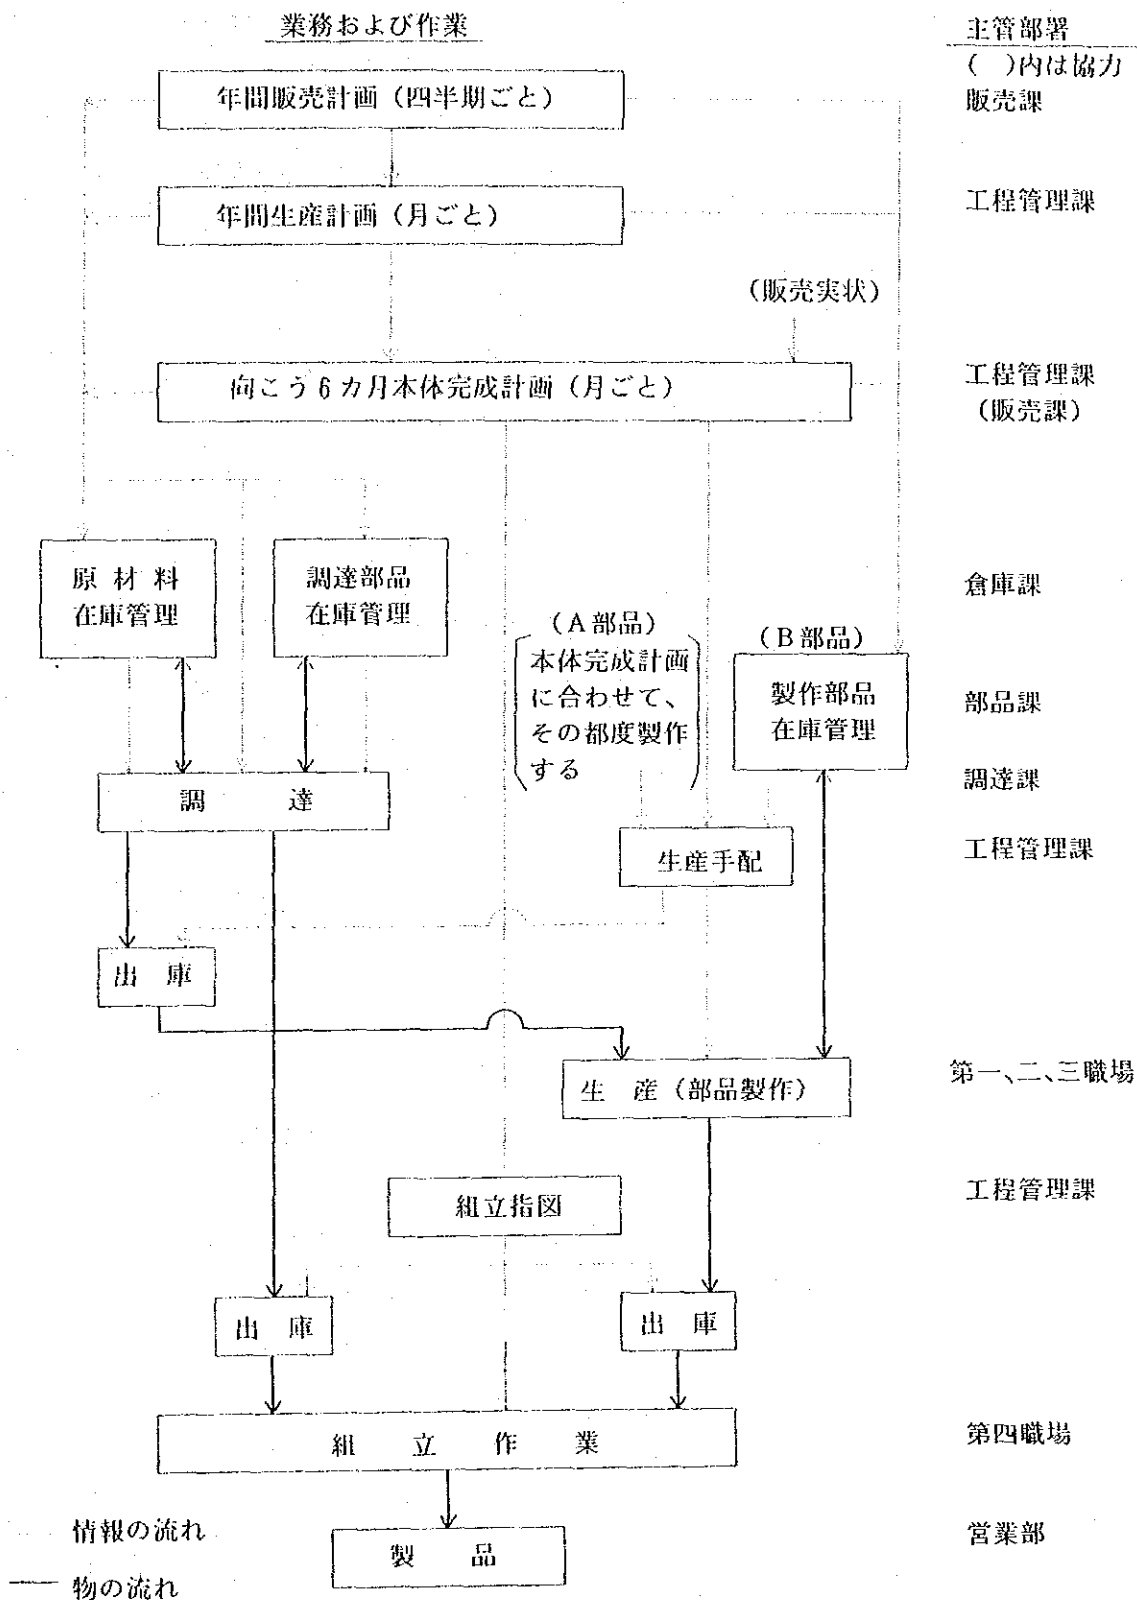 業務および作業
主管部署
( )内は協力
年間販売計画(四半期ごと)
販売課
年間生産計画(月ごと)
工程管理課
(販売実状)
向こう6カ月本体完成計画(月ごと)
工程管理課
(販売課)
原材料
在庫管理
調達部品
在庫管理
倉庫課
(A部品)
本体完成計画
に合わせて、
その都度製作
する
(B部品)
製作部品
在庫管理
部品課
調達
調達課
生産手配
工程管理課
出庫
生産(部品製作)
第一、二、三職場
組立指図
工程管理課
出庫
出庫
組立作業
第四職場
製品
営業部
情報の流れ
物の流れ